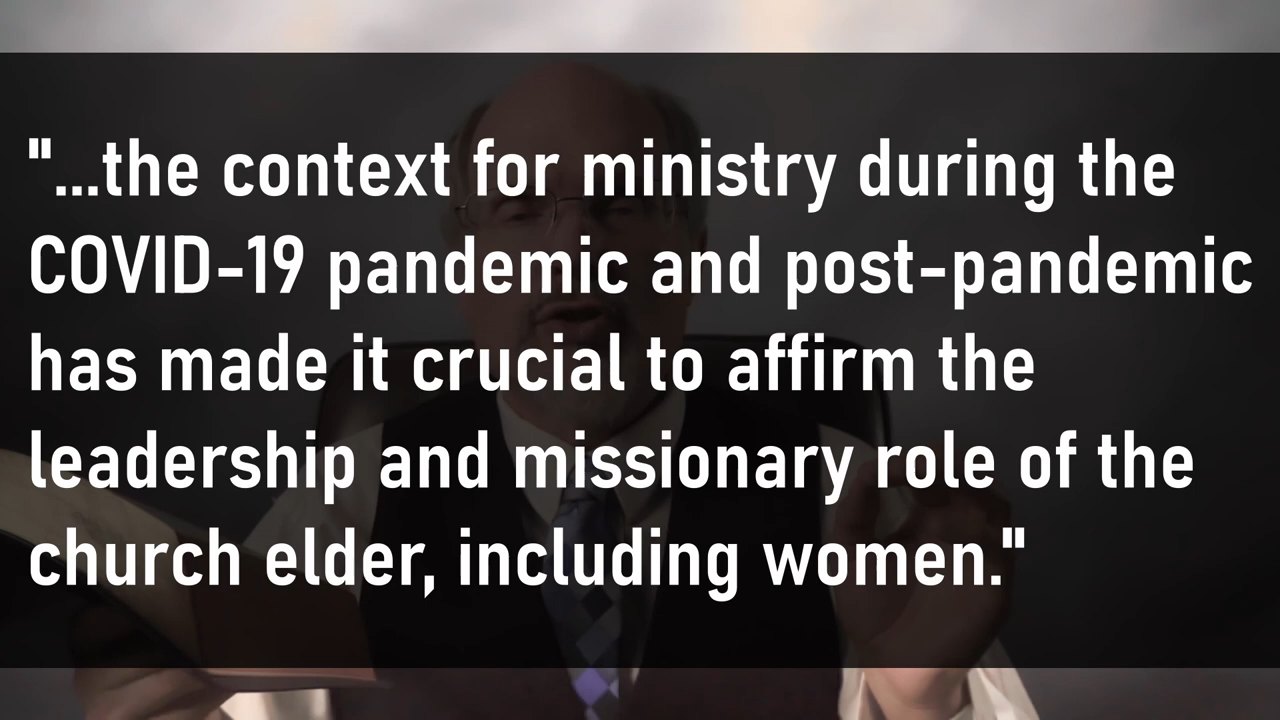 "...the context for ministry during the
COVID-19 pandemic and post-pandemic
has made it crucial to affirm the
leadership and missionary role of the
church elder, including women."